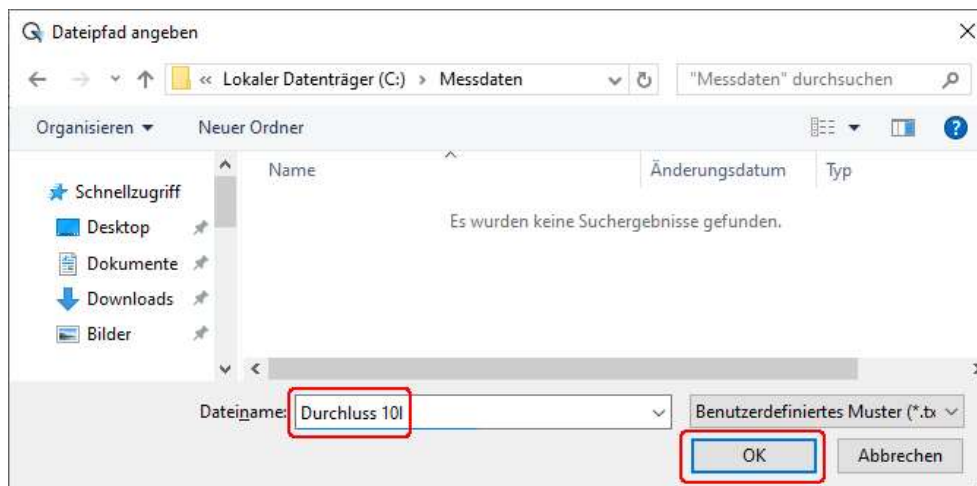 Dateipfad angeben
« Lokaler Datenträger (C:) › Messdaten "Messdaten" durchsuchen
Organisieren Neuer Ordner
Name Änderungsdatum Typ
Schnellzugriff
Es wurden keine Suchergebnisse gefunden.
Desktop
Dokumente
Downloads
Bilder
Dateiname: Durchluss 10l Benutzerdefiniertes Muster (*.tx
OK Abbrechen